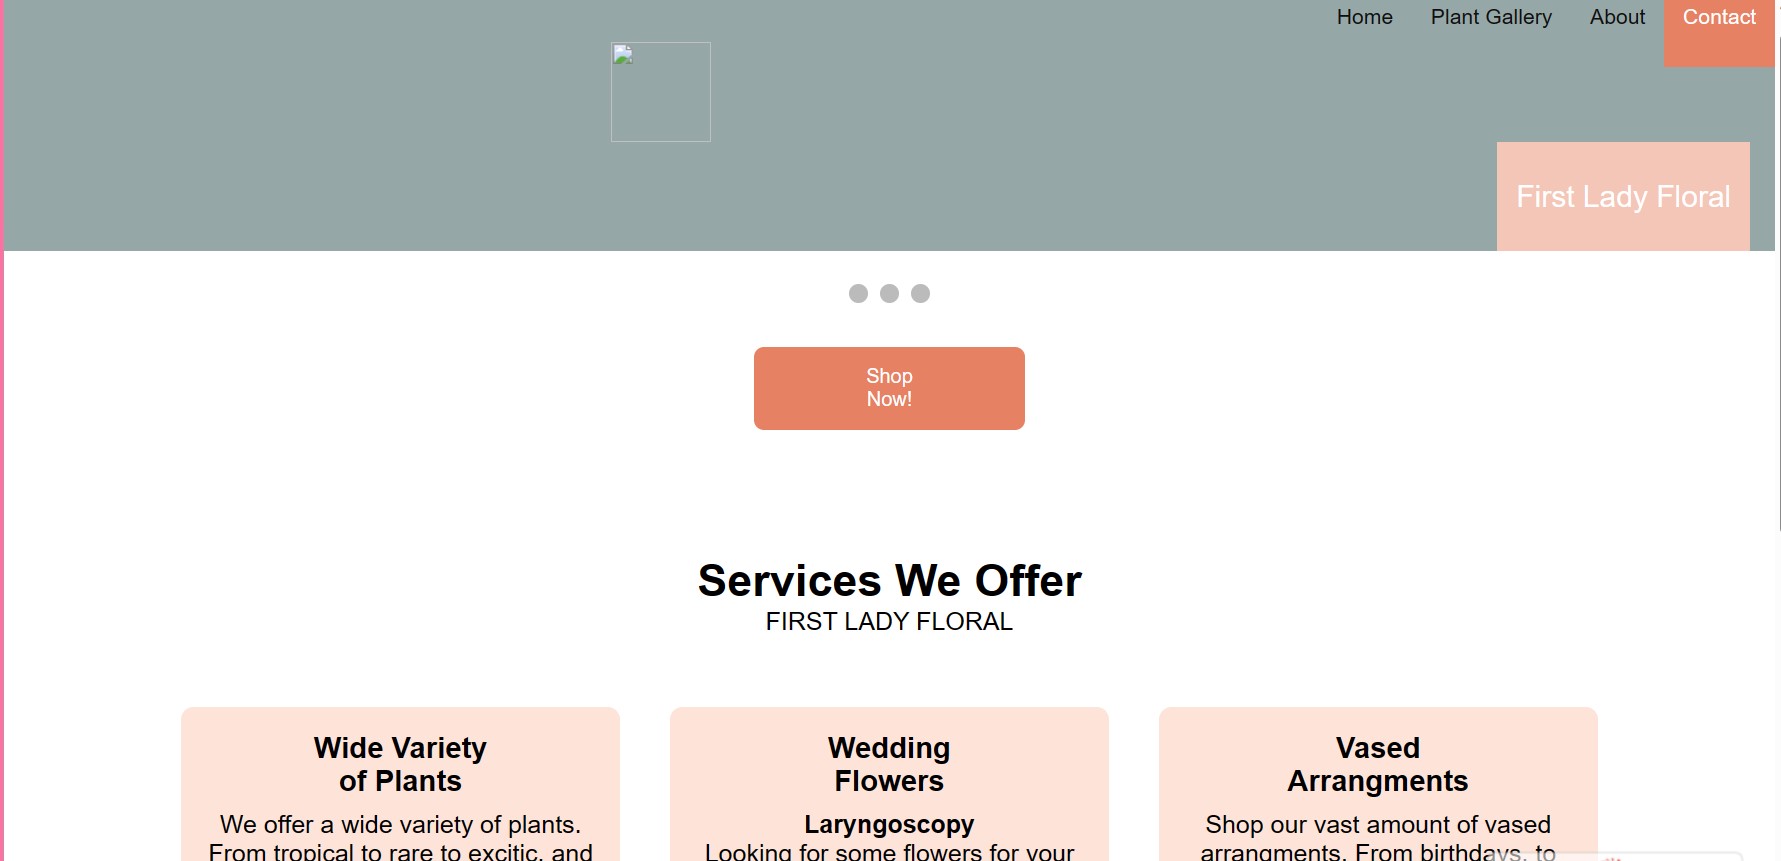 Home Plant Gallery About Contact
First Lady Floral
Shop
Now!
Services We Offer
FIRST LADY FLORAL
Wide Variety
of Plants
We offer a wide variety of plants.
From tropical to rare to excitic, and
Wedding
Flowers
Laryngoscopy
Looking for some flowers for your
Vased
Arrangments
Shop our vast amount of vased
arrangments. From birthdays, to